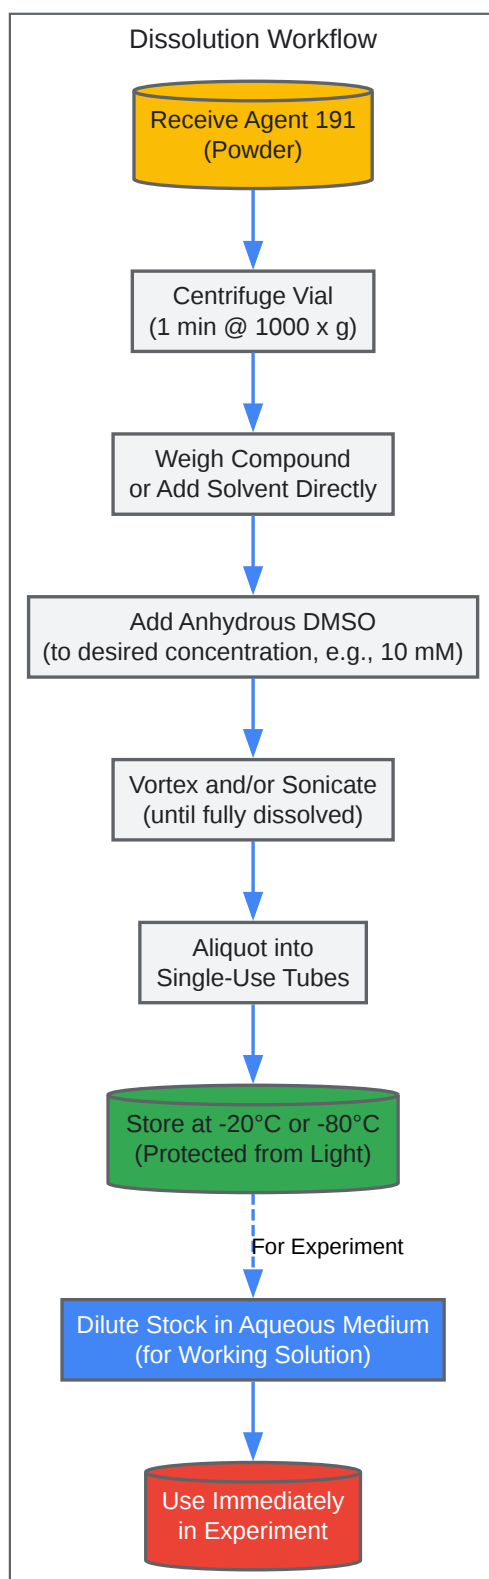 Dissolution Workflow
Receive Agent 191
(Powder)
Centrifuge Vial
(1 min @ 1000 x g)
Weigh Compound
or Add Solvent Directly
Add Anhydrous DMSO
(to desired concentration, e.g., 10 mM)
Vortex and/or Sonicate
(until fully dissolved)
Aliquot into
Single-Use Tubes
Store at -20°C or -80°C
(Protected from Light)
For Experiment
Dilute Stock in Aqueous Medium
(for Working Solution)
Use Immediately
in Experiment